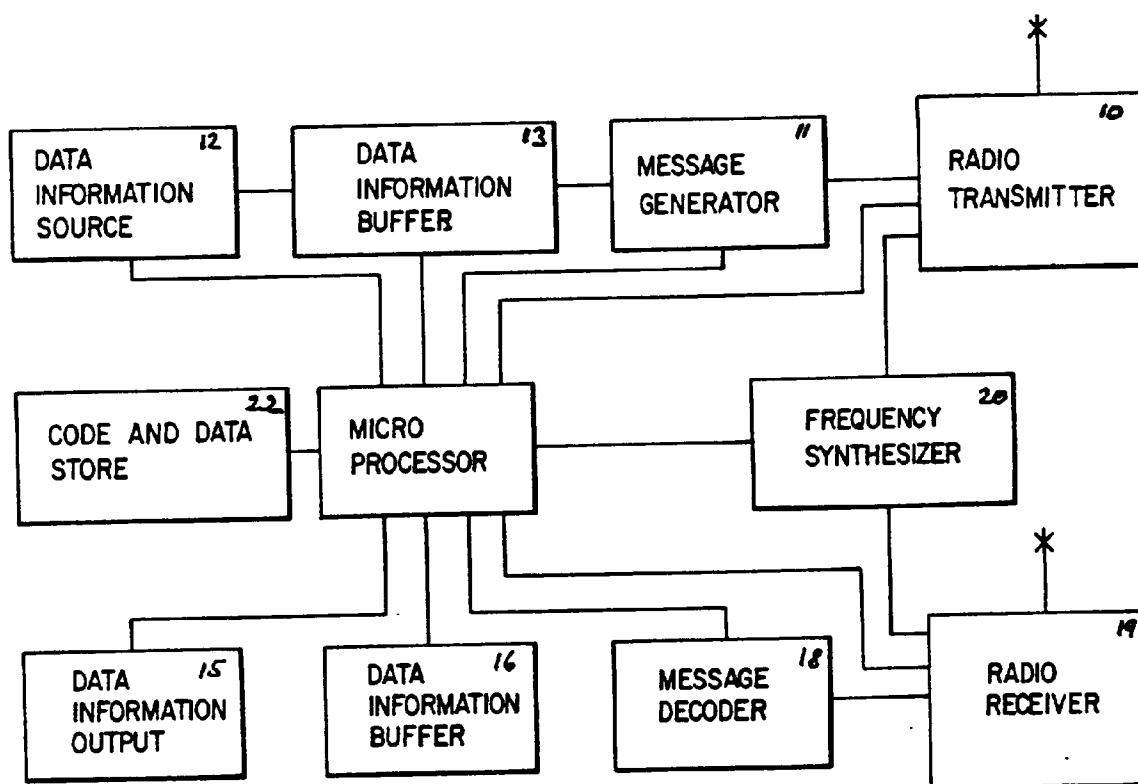 12
DATA
INFORMATION
SOURCE
13
DATA
INFORMATION
BUFFER
11
MESSAGE
GENERATOR
10
RADIO
TRANSMITTER
22
CODE AND DATA
STORE
MICRO
PROCESSOR
20
FREQUENCY
SYNTHESIZER
15
DATA
INFORMATION
OUTPUT
16
DATA
INFORMATION
BUFFER
18
MESSAGE
DECODER
19
RADIO
RECEIVER